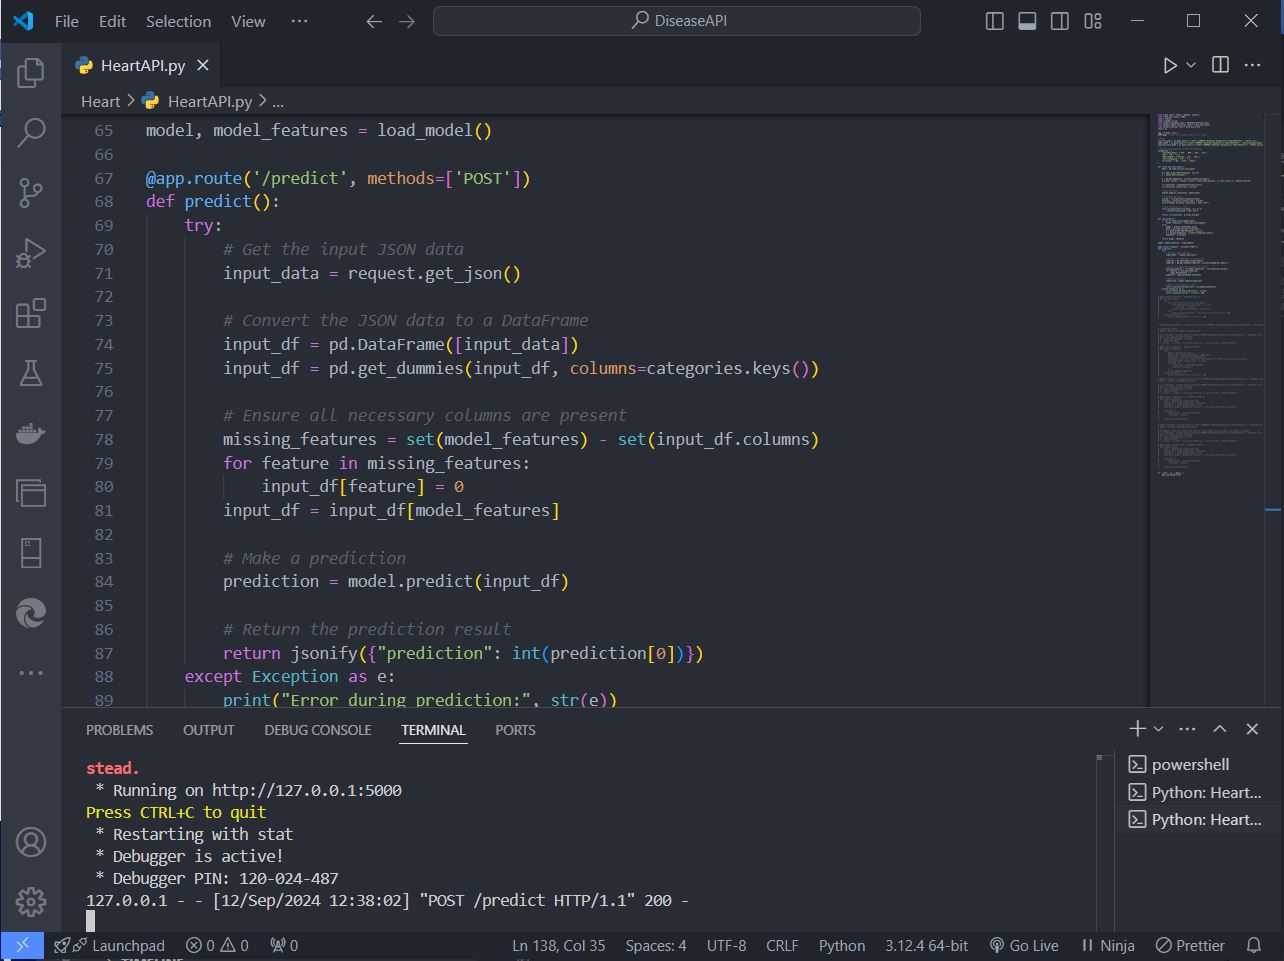 File Edit Selection View ··· DiseaseAPI
HeartAPI.py
Heart > HeartAPI.py > ...
65 model, model_features = load_model()
66
67 @app.route('/predict', methods=['POST'])
68 def predict():
69 try:
70 # Get the input JSON data
71 input_data = request.get_json()
72
73 # Convert the JSON data to a DataFrame
74 input_df = pd.DataFrame([input_data])
75 input_df = pd.get_dummies(input_df, columns=categories.keys())
76
77 # Ensure all necessary columns are present
78 missing_features = set(model_features) - set(input_df.columns)
79 for feature in missing_features:
80 input_df[feature] = 0
81 input_df = input_df[model_features]
82
83 # Make a prediction
84 prediction = model.predict(input_df)
85
86 # Return the prediction result
87 return jsonify({"prediction": int(prediction[0])})
88 except Exception as e:
89 print("Error during prediction:", str(e))
PROBLEMS OUTPUT DEBUG CONSOLE TERMINAL PORTS
stead.
* Running on http://127.0.0.1:5000
Press CTRL+C to quit
* Restarting with stat
* Debugger is active!
* Debugger PIN: 120-024-487
127.0.0.1 - - [12/Sep/2024 12:38:02] "POST /predict HTTP/1.1" 200 -
powershell
Python: Heart...
Python: Heart...
Launchpad 0 0 0 Ln 138, Col 35 Spaces: 4 UTF-8 CRLF Python 3.12.4 64-bit Go Live Ninja Prettier